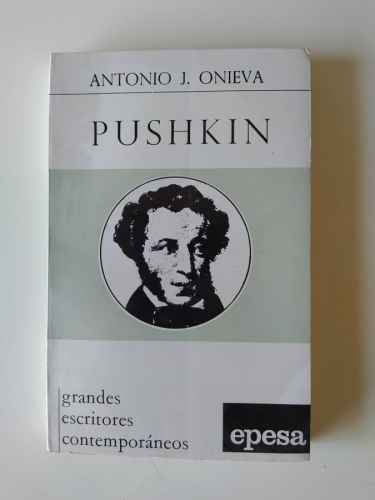 ANTONIO J. ONIEVA
PUSHKIN
grandes
escritores
contemporáneos
epesa